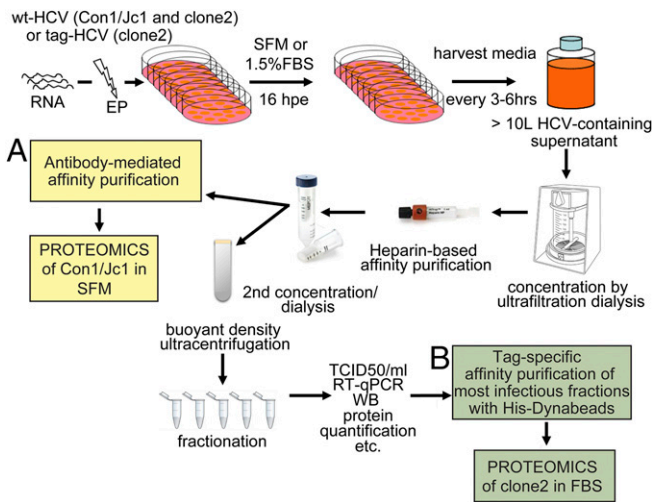 wt-HCV (Con1/Jc1 and clone2)
or tag-HCV (clone2)
RNA
EP
SFM or
1.5%FBS
16 hpe
harvest media
every 3-6hrs
> 10L HCV-containing
supernatant
A
Antibody-mediated
affinity purification
PROTEOMICS
of Con1/Jc1 in
SFM
Heparin-based
affinity purification
concentration by
ultrafiltration dialysis
2nd concentration/
dialysis
buoyant density
ultracentrifugation
fractionation
TCID50/ml
RT-qPCR
WB
protein
quantification
etc.
B
Tag-specific
affinity purification of
most infectious fractions
with His-Dynabeads
PROTEOMICS
of clone2 in FBS